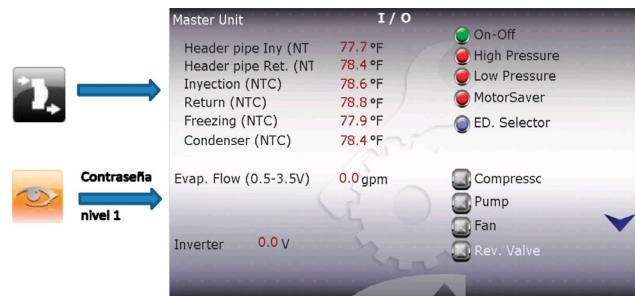 Master Unit I / O
Header pipe Iny (NT 77.7 °F
Header pipe Ret. (NT 78.4 °F
Inyection (NTC) 78.6 °F
Return (NTC) 78.8 °F
Freezing (NTC) 77.9 °F
Condenser (NTC) 78.4 °F
On-Off
High Pressure
Low Pressure
MotorSaver
ED. Selector
Contraseña
nivel 1
Evap. Flow (0.5-3.5V) 0.0 gpm
Inverter 0.0 V
Compressc
Pump
Fan
Rev. Valve